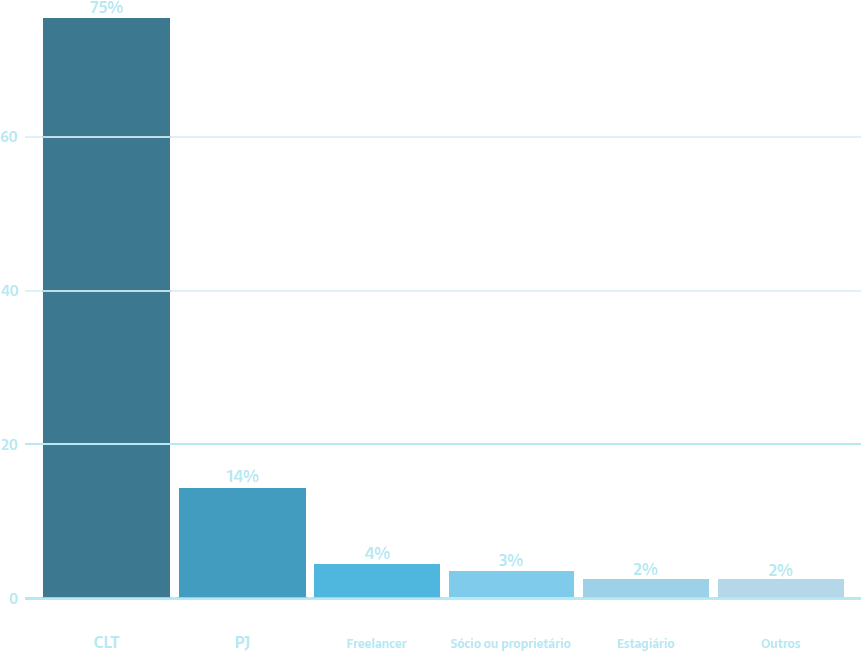 75%
60
40
20
14%
4%
3%
2%
2%
0
CLT
PJ
Freelancer
Sócio ou proprietário
Estagiário
Outros